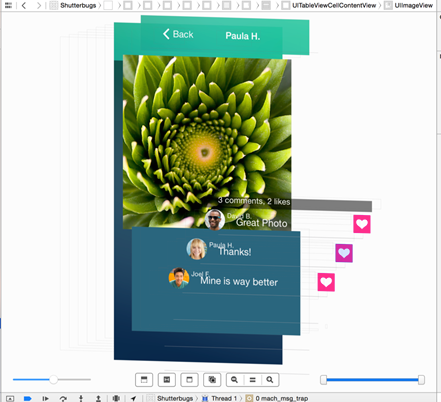 Shutterbugs
UITableViewCellContentView
UIImageView
Back
Paula H.
3 comments, 2 likes
David B.
Great Photo
Paula H.
Thanks!
Joel F.
Mine is way better
Shutterbugs
Thread 1
0 mach_msg_trap